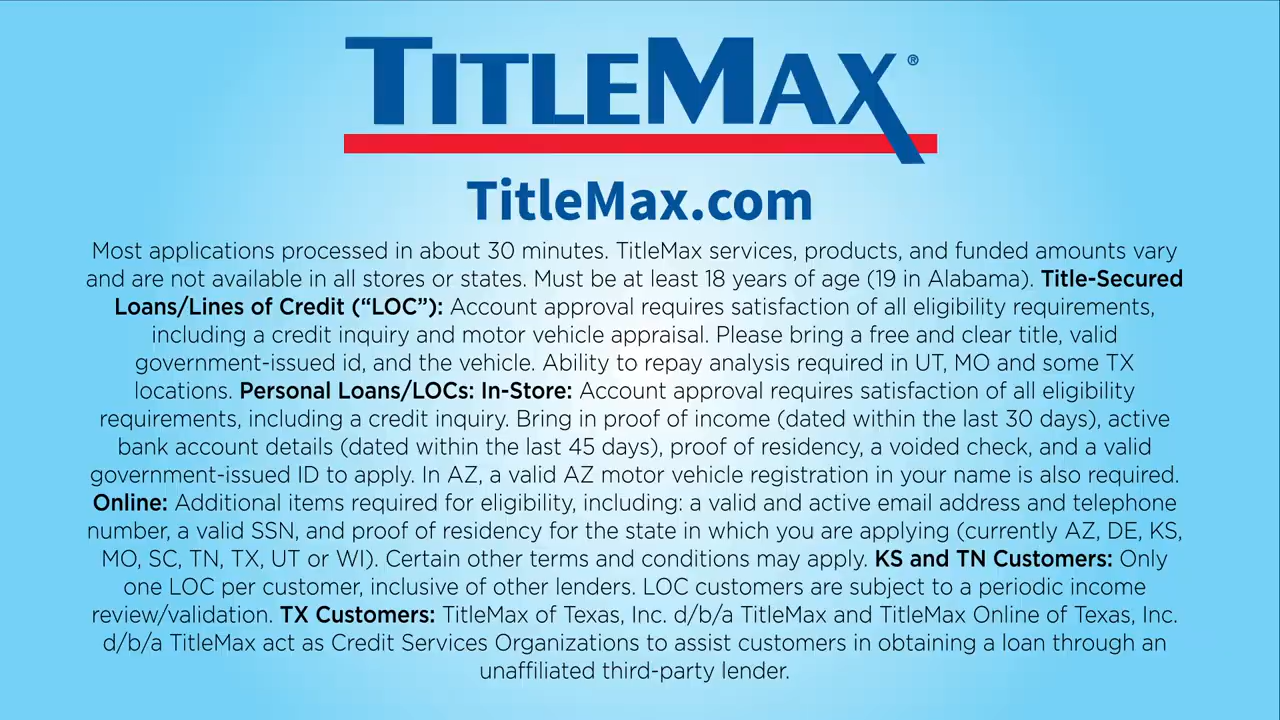 TITLEMAX®
TitleMax.com
Most applications processed in about 30 minutes. TitleMax services, products, and funded amounts vary
and are not available in all stores or states. Must be at least 18 years of age (19 in Alabama). Title-Secured
Loans/Lines of Credit (“LOC”): Account approval requires satisfaction of all eligibility requirements,
including a credit inquiry and motor vehicle appraisal. Please bring a free and clear title, valid
government-issued id, and the vehicle. Ability to repay analysis required in UT, MO and some TX
locations. Personal Loans/LOCs: In-Store: Account approval requires satisfaction of all eligibility
requirements, including a credit inquiry. Bring in proof of income (dated within the last 30 days), active
bank account details (dated within the last 45 days), proof of residency, a voided check, and a valid
government-issued ID to apply. In AZ, a valid AZ motor vehicle registration in your name is also required.
Online: Additional items required for eligibility, including: a valid and active email address and telephone
number, a valid SSN, and proof of residency for the state in which you are applying (currently AZ, DE, KS,
MO, SC, TN, TX, UT or WI). Certain other terms and conditions may apply. KS and TN Customers: Only
one LOC per customer, inclusive of other lenders. LOC customers are subject to a periodic income
review/validation. TX Customers: TitleMax of Texas, Inc. d/b/a TitleMax and TitleMax Online of Texas, Inc.
d/b/a TitleMax act as Credit Services Organizations to assist customers in obtaining a loan through an
unaffiliated third-party lender.